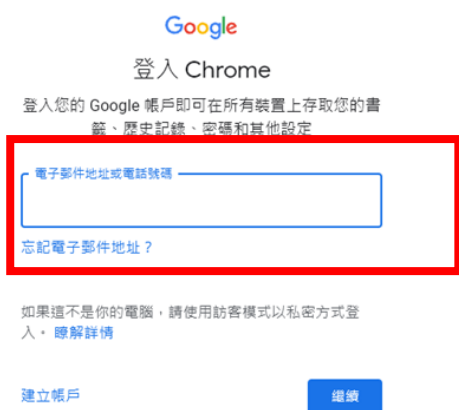 Google
登入 Chrome
登入您的 Google 帳戶即可在所有裝置上存取您的書
籤、歷史記錄、密碼和其他設定
電子郵件地址或電話號碼
忘記電子郵件地址？
如果這不是你的電腦，請使用訪客模式以私密方式登
入。 瞭解詳情
建立帳戶
繼續